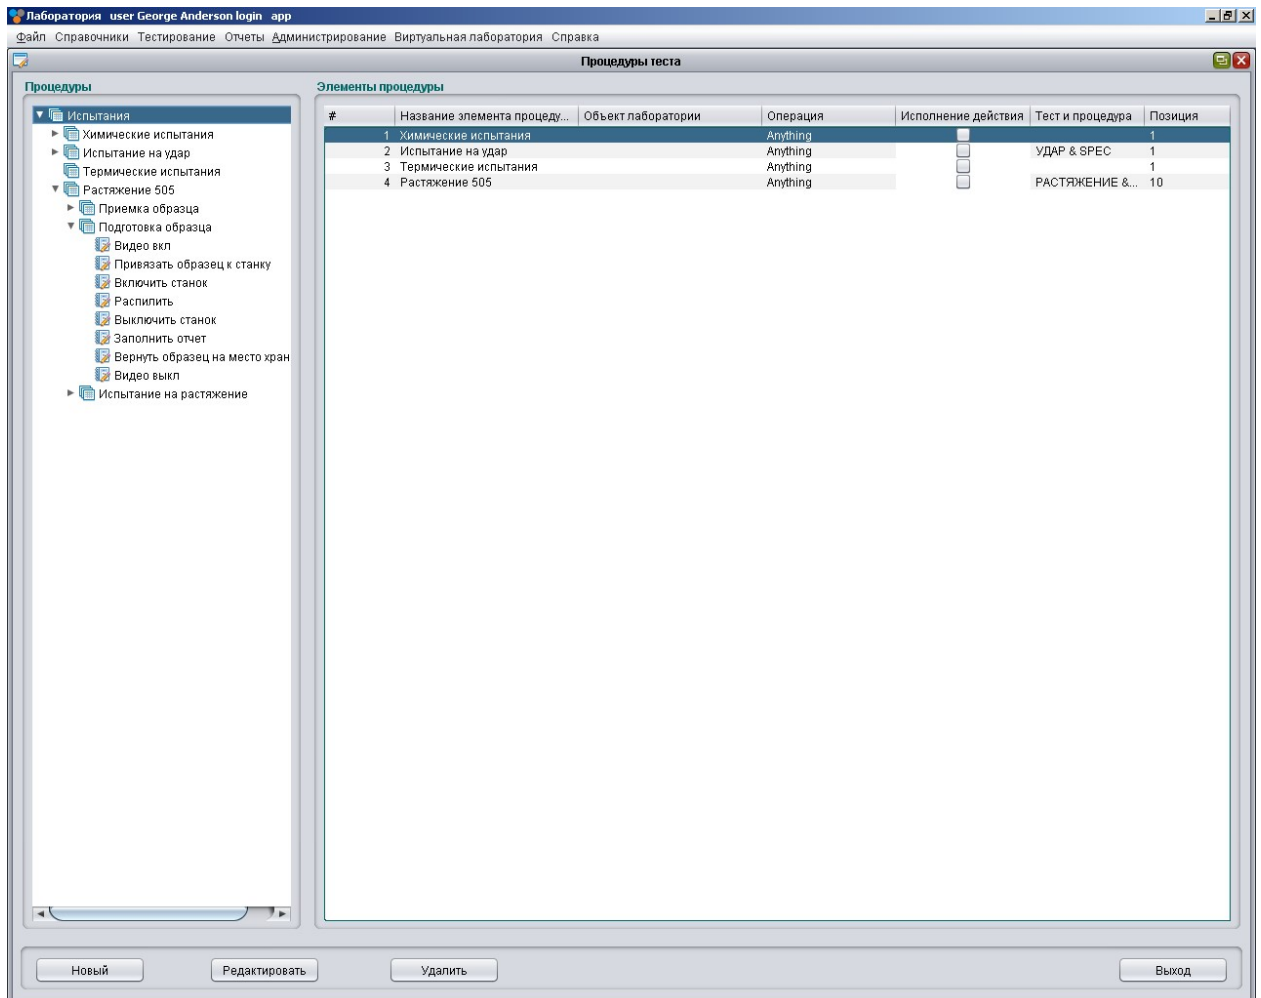 Лаборатория user George Anderson login app
Файл Справочники Тестирование Отчеты Администрирование Виртуальная лаборатория Справка
Процедуры теста
Процедуры
Испытания
Химические испытания
Испытание на удар
Термические испытания
Растяжение 505
Приемка образца
Подготовка образца
Видео вкл
Привязать образец к станку
Включить станок
Распилить
Выключить станок
Заполнить отчет
Вернуть образец на место хран
Видео выкл
Испытание на растяжение
Элементы процедуры
# Название элемента процеду... Объект лаборатории Операция Исполнение действия Тест и процедура Позиция
1 Химические испытания Anything 1
2 Испытание на удар Anything УДАР & SPEC 1
3 Термические испытания Anything 1
4 Растяжение 505 Anything РАСТЯЖЕНИЕ &... 10
Новый Редактировать Удалить Выход